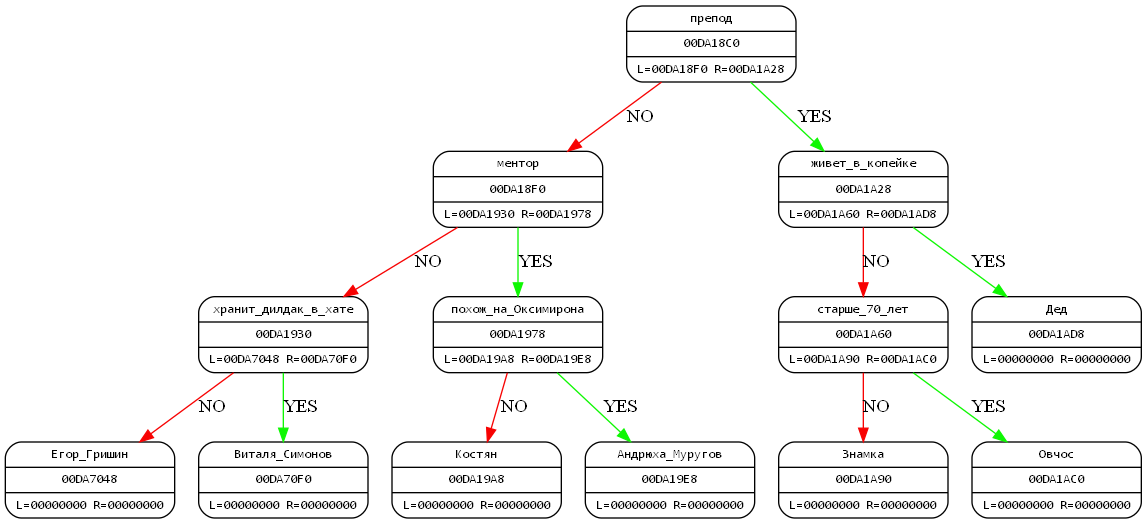 препод
00DA18C0
L=00DA18F0 R=00DA1A28
NO
YES
ментор
00DA18F0
L=00DA1930 R=00DA1978
живет_в_копейке
00DA1A28
L=00DA1A60 R=00DA1AD8
NO
YES
NO
YES
хранит_дилдак_в_хате
00DA1930
L=00DA7048 R=00DA70F0
похож_на_Оксимирона
00DA1978
L=00DA19A8 R=00DA19E8
старше_70_лет
00DA1A60
L=00DA1A90 R=00DA1AC0
Дед
00DA1AD8
L=00000000 R=00000000
NO
YES
NO
YES
NO
YES
Егор_Гришин
00DA7048
L=00000000 R=00000000
Виталя_Симонов
00DA70F0
L=00000000 R=00000000
Костян
00DA19A8
L=00000000 R=00000000
Андрюха_Муругов
00DA19E8
L=00000000 R=00000000
Знамка
00DA1A90
L=00000000 R=00000000
Овчос
00DA1AC0
L=00000000 R=00000000